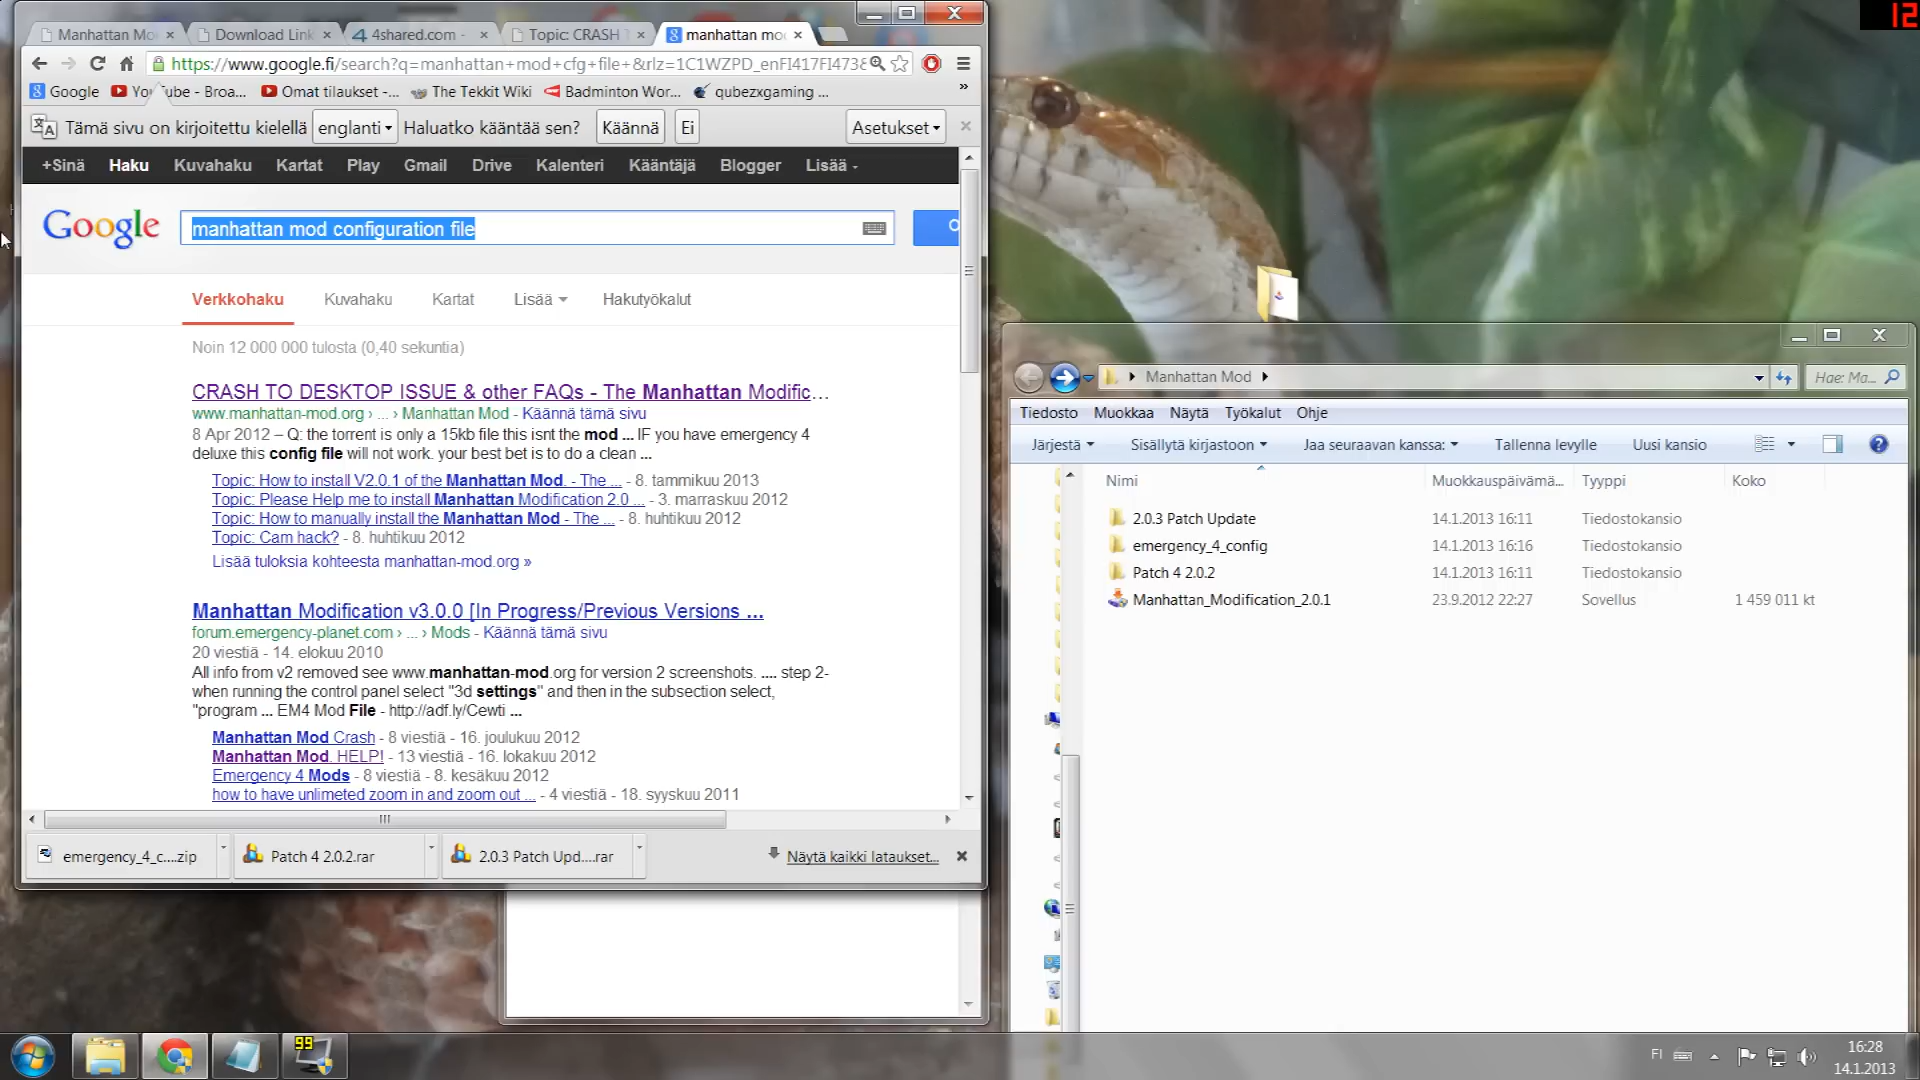 12
Manhattan Mo
Download Link
4shared.com -
Topic: CRASH T
manhattan mo
https://www.google.fi/search?q=manhattan+mod+cfg+file+&rlz=1C1WZPD_enFI417FI473&
Google
YouTube - Broa...
Omat tilaukset -...
The Tekkit Wiki
Badminton Wor...
qubezxgaming ...
»
Tämä sivu on kirjoitettu kielellä englanti Haluatko kääntää sen? Käännä Ei Asetukset
+Sinä Haku Kuvahaku Kartat Play Gmail Drive Kalenteri Kääntäjä Blogger Lisää
Google
manhattan mod configuration file
Verkkohaku Kuvahaku Kartat Lisää Hakutyökalut
Noin 12 000 000 tulosta (0,40 sekuntia)
CRASH TO DESKTOP ISSUE & other FAQs - The Manhattan Modific...
www.manhattan-mod.org › ... › Manhattan Mod - Käännä tämä sivu
8 Apr 2012 – Q: the torrent is only a 15kb file this isnt the mod ... IF you have emergency 4
deluxe this config file will not work. your best bet is to do a clean ...
Topic: How to install V2.0.1 of the Manhattan Mod. - The ... - 8. tammikuu 2013
Topic: Please Help me to install Manhattan Modification 2.0 ... - 3. marraskuu 2012
Topic: How to manually install the Manhattan Mod - The ... - 8. huhtikuu 2012
Topic: Cam hack? - 8. huhtikuu 2012
Lisää tuloksia kohteesta manhattan-mod.org »
Manhattan Modification v3.0.0 [In Progress/Previous Versions ...
forum.emergency-planet.com › ... › Mods - Käännä tämä sivu
20 viestiä - 14. elokuu 2010
All info from v2 removed see www.manhattan-mod.org for version 2 screenshots. .... step 2-
when running the control panel select "3d settings" and then in the subsection select,
"program ... EM4 Mod File - http://adf.ly/Cewti ...
Manhattan Mod Crash - 8 viestiä - 16. joulukuu 2012
Manhattan Mod. HELP! - 13 viestiä - 16. lokakuu 2012
Emergency 4 Mods - 8 viestiä - 8. kesäkuu 2012
how to have unlimeted zoom in and zoom out ... - 4 viestiä - 18. syyskuu 2011
emergency_4_c....zip
Patch 4 2.0.2.rar
2.0.3 Patch Upd....rar
Näytä kaikki lataukset...
Manhattan Mod
Hae: Ma...
Tiedosto Muokkaa Näytä Työkalut Ohje
Järjestä Sisällytä kirjastoon Jaa seuraavan kanssa: Tallenna levylle Uusi kansio
Nimi Muokkauspäivämä... Tyyppi Koko
2.0.3 Patch Update 14.1.2013 16:11 Tiedostokansio
emergency_4_config 14.1.2013 16:16 Tiedostokansio
Patch 4 2.0.2 14.1.2013 16:11 Tiedostokansio
Manhattan_Modification_2.0.1 23.9.2012 22:27 Sovellus 1 459 011 kt
99
FI
16:28
14.1.2013